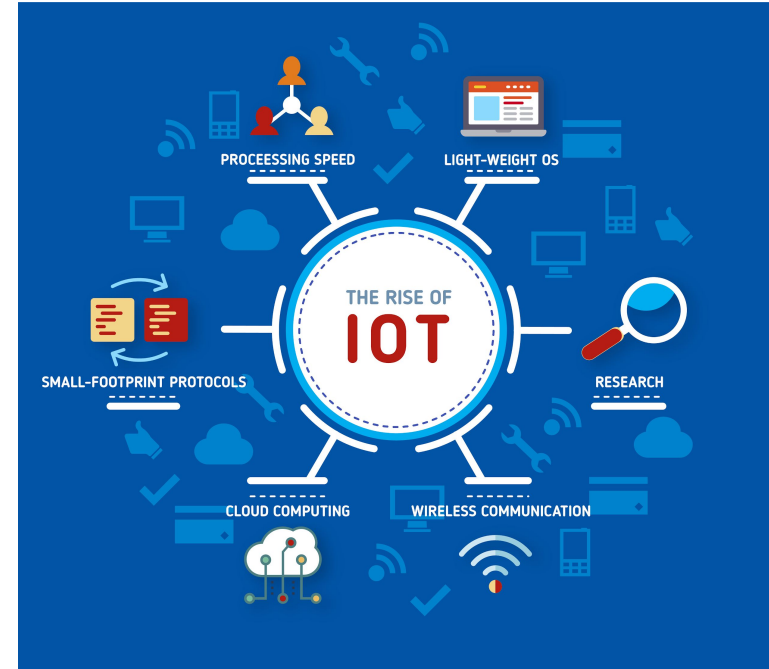 PROCEESSING SPEED
LIGHT-WEIGHT OS
THE RISE OF
IOT
SMALL-FOOTPRINT PROTOCOLS
RESEARCH
CLOUD COMPUTING
WIRELESS COMMUNICATION